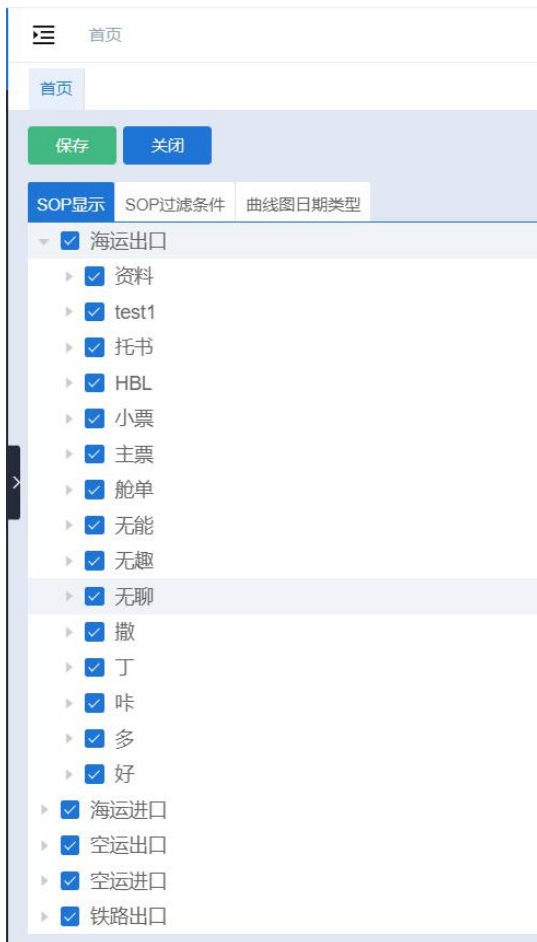 首页
首页
保存 关闭
SOP显示 SOP过滤条件 曲线图日期类型
海运出口
资料
test1
托书
HBL
小票
主票
舱单
无能
无趣
无聊
撒
丁
咔
多
好
海运进口
空运出口
空运进口
铁路出口